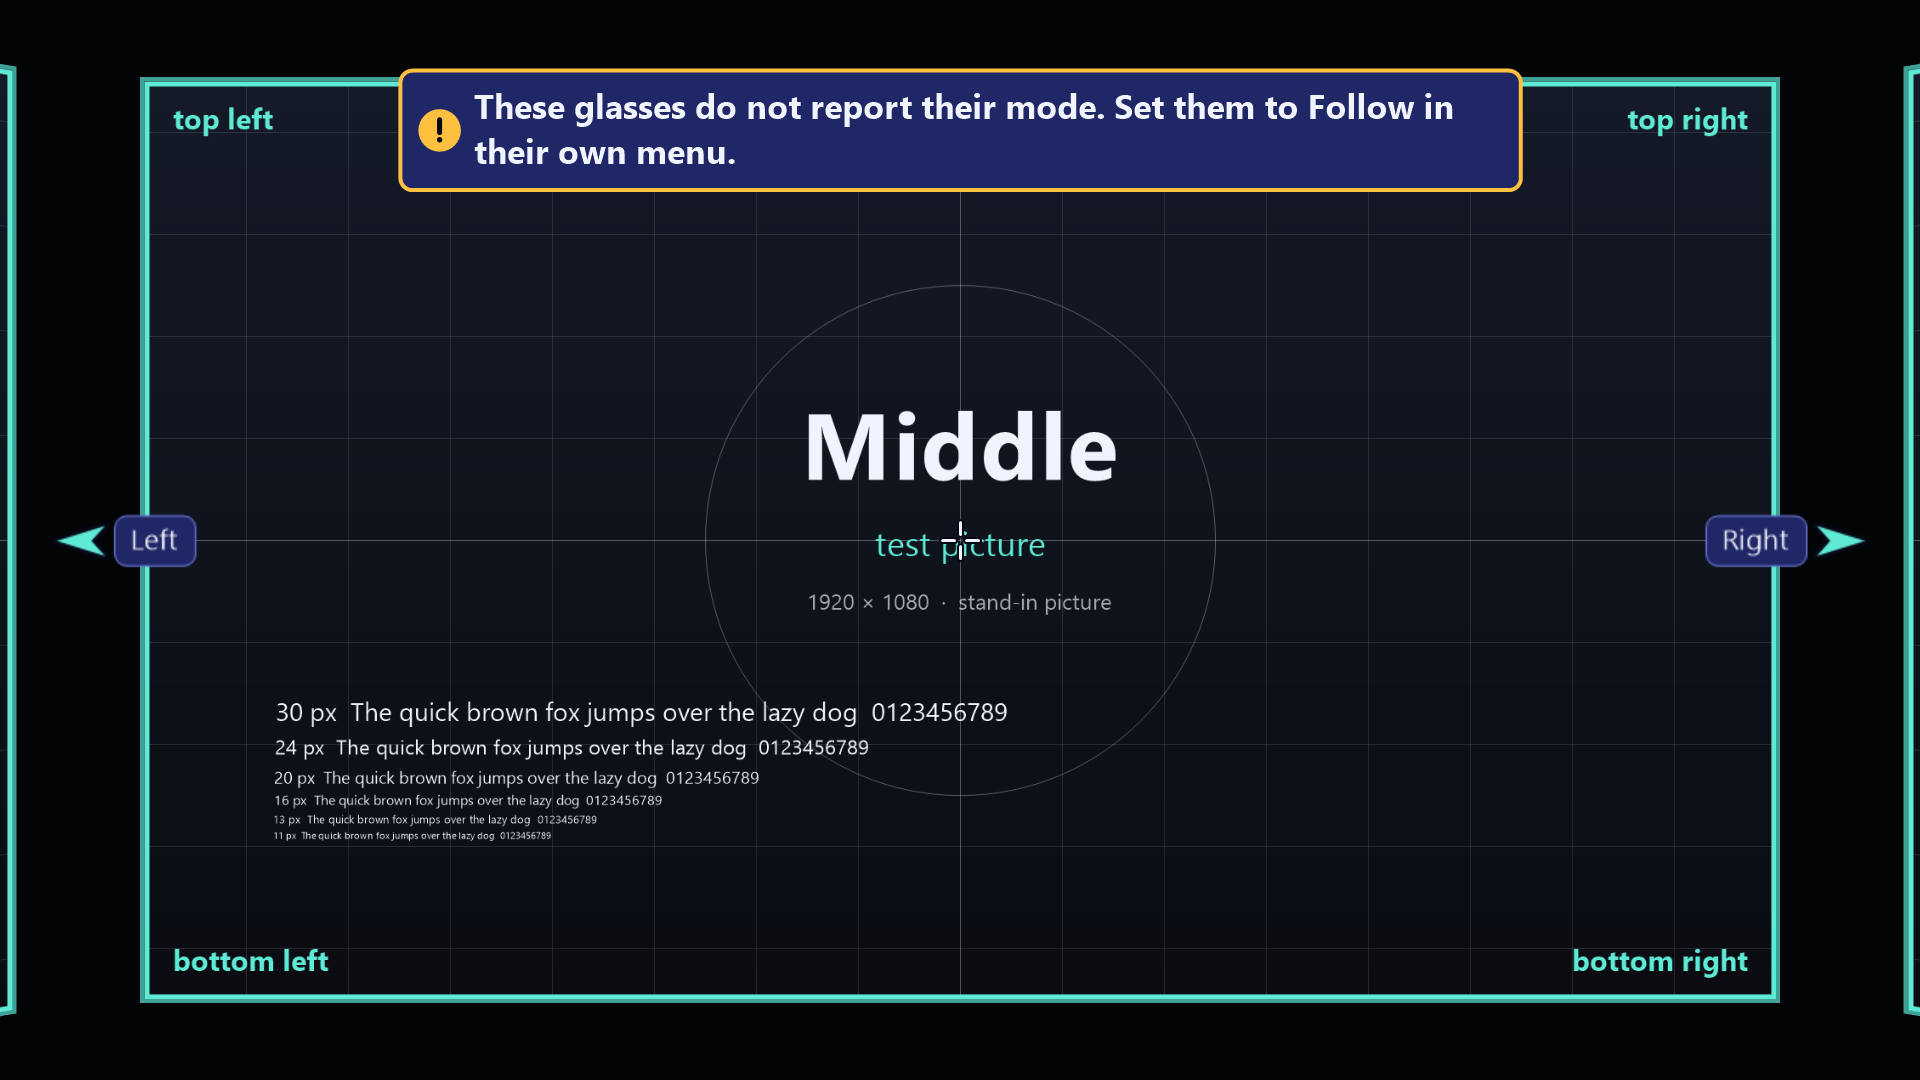 These glasses do not report their mode. Set them to Follow in
their own menu.
top left
top right
Middle
Left
test picture
Right
1920 × 1080 · stand-in picture
30 px The quick brown fox jumps over the lazy dog 0123456789
24 px The quick brown fox jumps over the lazy dog 0123456789
20 px The quick brown fox jumps over the lazy dog 0123456789
16 px The quick brown fox jumps over the lazy dog 0123456789
13 px The quick brown fox jumps over the lazy dog 0123456789
11 px The quick brown fox jumps over the lazy dog 0123456789
bottom left
bottom right